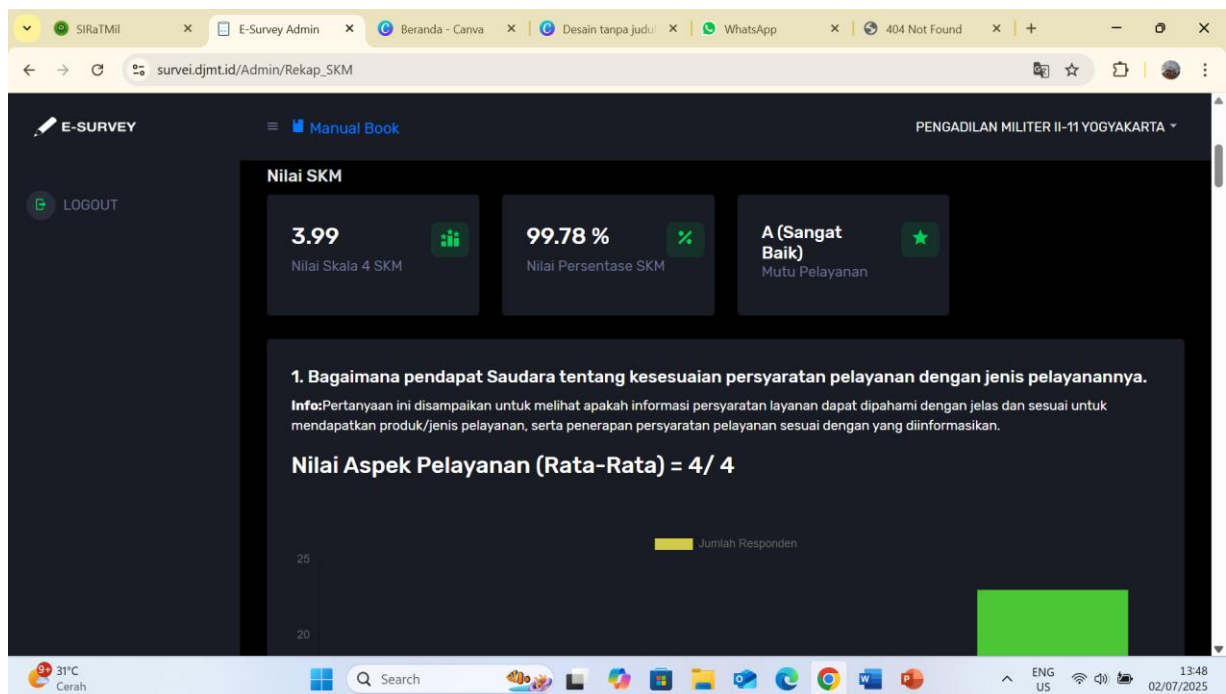 SIRaTMil
E-Survey Admin
Beranda - Canva
Desain tanpa judul
WhatsApp
404 Not Found
survei.djmt.id/Admin/Rekap_SKM
E-SURVEY
Manual Book
PENGADILAN MILITER II-11 YOGYAKARTA
LOGOUT
Nilai SKM
3.99
Nilai Skala 4 SKM
99.78 %
Nilai Persentase SKM
A (Sangat
Baik)
Mutu Pelayanan
1. Bagaimana pendapat Saudara tentang kesesuaian persyaratan pelayanan dengan jenis pelayanannya.
Info:Pertanyaan ini disampaikan untuk melihat apakah informasi persyaratan layanan dapat dipahami dengan jelas dan sesuai untuk
mendapatkan produk/jenis pelayanan, serta penerapan persyaratan pelayanan sesuai dengan yang diinformasikan.
Nilai Aspek Pelayanan (Rata-Rata) = 4/ 4
Jumlah Responden
25
20
9+
31°C
Cerah
Search
ENG
US
13:48
02/07/2025